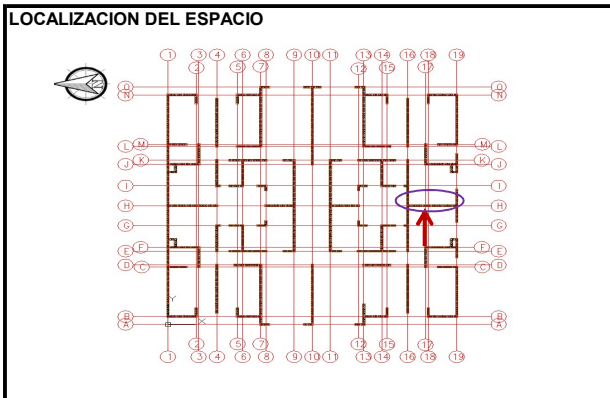 LOCALIZACION DEL ESPACIO
1 3 4 6 8 9 10 11 13 14 16 18 19
2 5 7 12 15 17
O O
N N
M M
L L
K K
J J
I I
H H
G G
F F
E E
D D
C C
B B
A A
Y
X
2 5 7 12 15 17
1 3 4 6 8 9 10 11 13 14 16 18 19